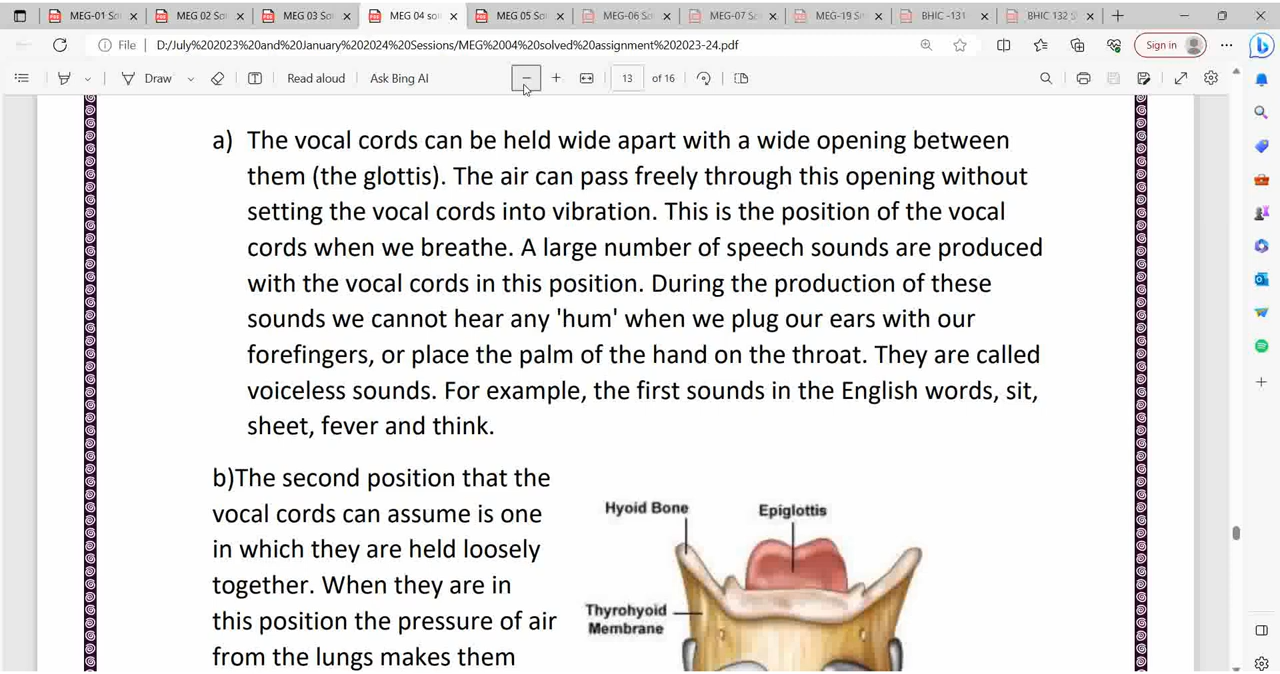 MEG-01 So
MEG 02 Sol
MEG 03 Sol
MEG 04 so
MEG 05 Sol
MEG-06 So
MEG-07 So
MEG-19 Si
BHIC -131
BHIC 132 S
File
D:/July%202023%20and%20January%202024%20Sessions/MEG%2004%20solved%20assignment%202023-24.pdf
Sign in
Draw
Read aloud
Ask Bing AI
13 of 16
a) The vocal cords can be held wide apart with a wide opening between
them (the glottis). The air can pass freely through this opening without
setting the vocal cords into vibration. This is the position of the vocal
cords when we breathe. A large number of speech sounds are produced
with the vocal cords in this position. During the production of these
sounds we cannot hear any 'hum' when we plug our ears with our
forefingers, or place the palm of the hand on the throat. They are called
voiceless sounds. For example, the first sounds in the English words, sit,
sheet, fever and think.
b)The second position that the
vocal cords can assume is one
in which they are held loosely
together. When they are in
this position the pressure of air
from the lungs makes them
Hyoid Bone
Epiglottis
Thyrohyoid
Membrane